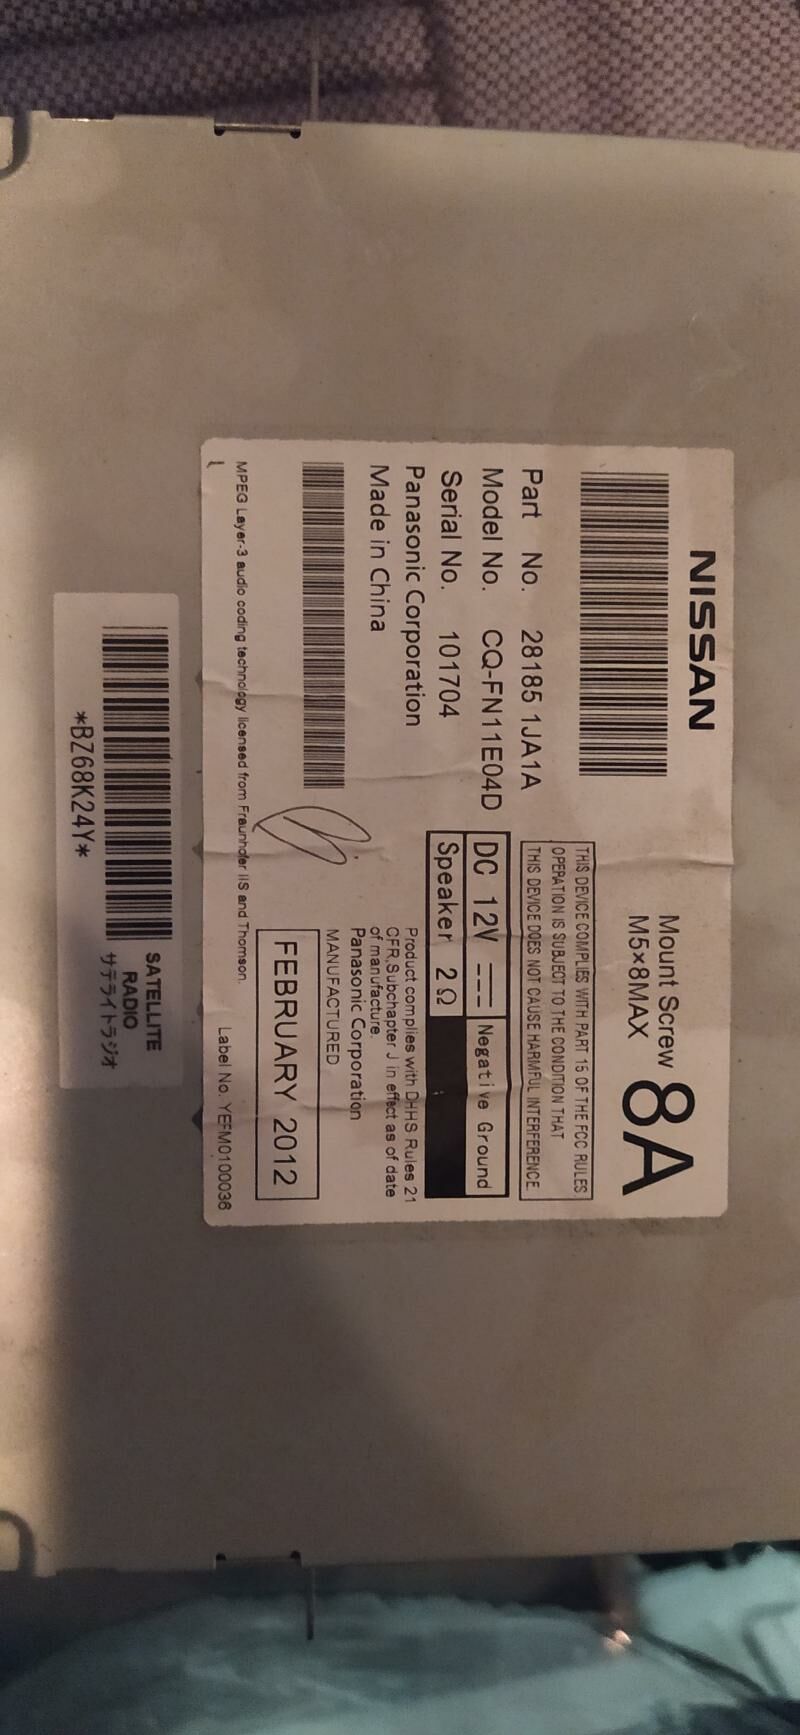 NISSAN
Mount Screw
M5×8MAX
8A
Part No. 28185 1JA1A
Model No. CQ-FN11E04D
Serial No. 101704
Panasonic Corporation
Made in China
THIS DEVICE COMPLIES WITH PART 15 OF THE FCC RULES
OPERATION IS SUBJECT TO THE CONDITION THAT
THIS DEVICE DOES NOT CAUSE HARMFUL INTERFERENCE
DC 12V Negative Ground
Speaker 2Ω
Product complies with DHHS Rules 21
CFR,Subchapter J in effect as of date
of manufacture.
Panasonic Corporation
MANUFACTURED
FEBRUARY 2012
MPEG Layer-3 audio coding technology licensed from Fraunhofer IIS and Thomson.
Label No. YEFM0100036
SATELLITE
RADIO
サテライトラジオ
*BZ68K24Y*